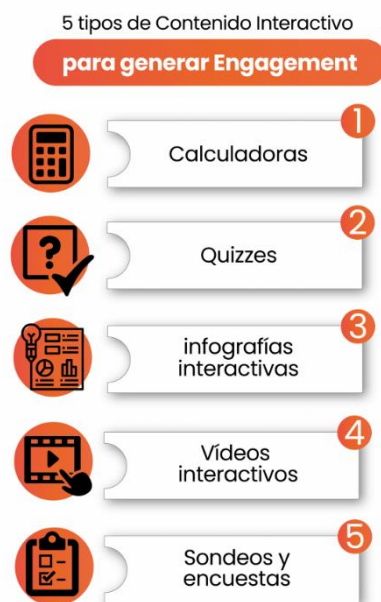 5 tipos de Contenido Interactivo
para generar Engagement
1
Calculadoras
2
?
Quizzes
3
infografías
interactivas
4
Vídeos
interactivos
5
Sondeos y
encuestas